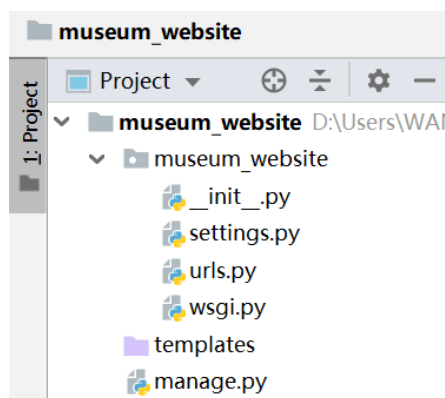 museum_website
Project
1: Project
museum_website D:\Users\WAN
museum_website
__init__.py
settings.py
urls.py
wsgi.py
templates
manage.py